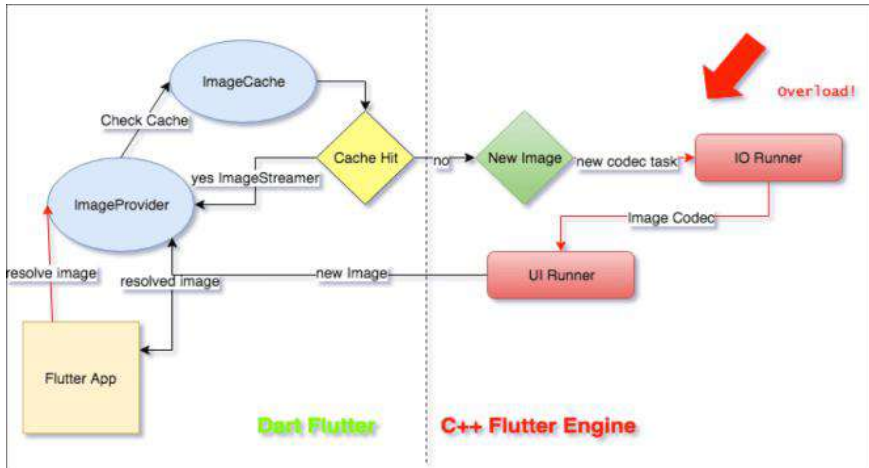 ImageCache
Overload!
Check Cache
Cache Hit
no
New Image
new codec task
IO Runner
yes ImageStreamer
ImageProvider
Image Codec
resolve image
resolved image
new Image
UI Runner
Flutter App
Dart Flutter
C++ Flutter Engine